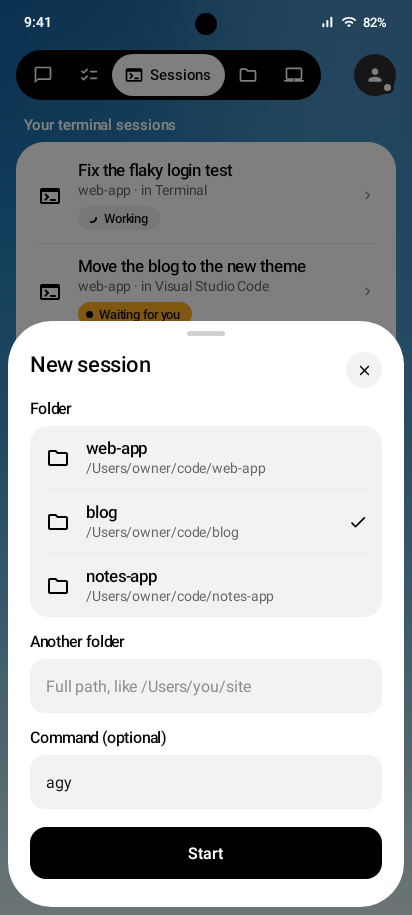 9:41
82%
Sessions
Your terminal sessions
Fix the flaky login test
web-app · in Terminal
Working
Move the blog to the new theme
web-app · in Visual Studio Code
Waiting for you
New session
Folder
web-app
/Users/owner/code/web-app
blog
/Users/owner/code/blog
notes-app
/Users/owner/code/notes-app
Another folder
Full path, like /Users/you/site
Command (optional)
agy
Start